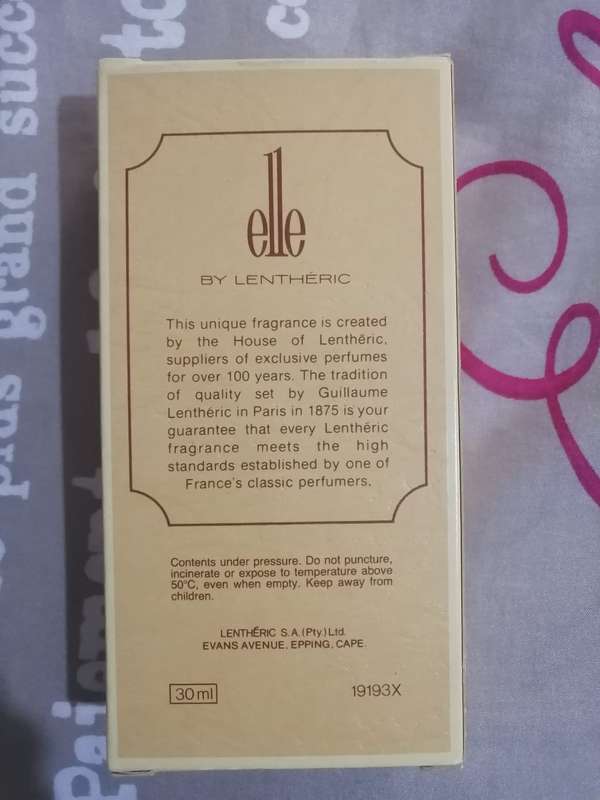 elle
BY LENTHÉRIC
This unique fragrance is created
by the House of Lenthéric,
suppliers of exclusive perfumes
for over 100 years. The tradition
of quality set by Guillaume
Lenthéric in Paris in 1875 is your
guarantee that every Lenthéric
fragrance meets the high
standards established by one of
France's classic perfumers.
Contents under pressure. Do not puncture,
incinerate or expose to temperature above
50°C, even when empty. Keep away from
children.
LENTHÉRIC S.A. (Pty.) Ltd.
EVANS AVENUE, EPPING, CAPE.
30 ml
19193X
plus grand succ